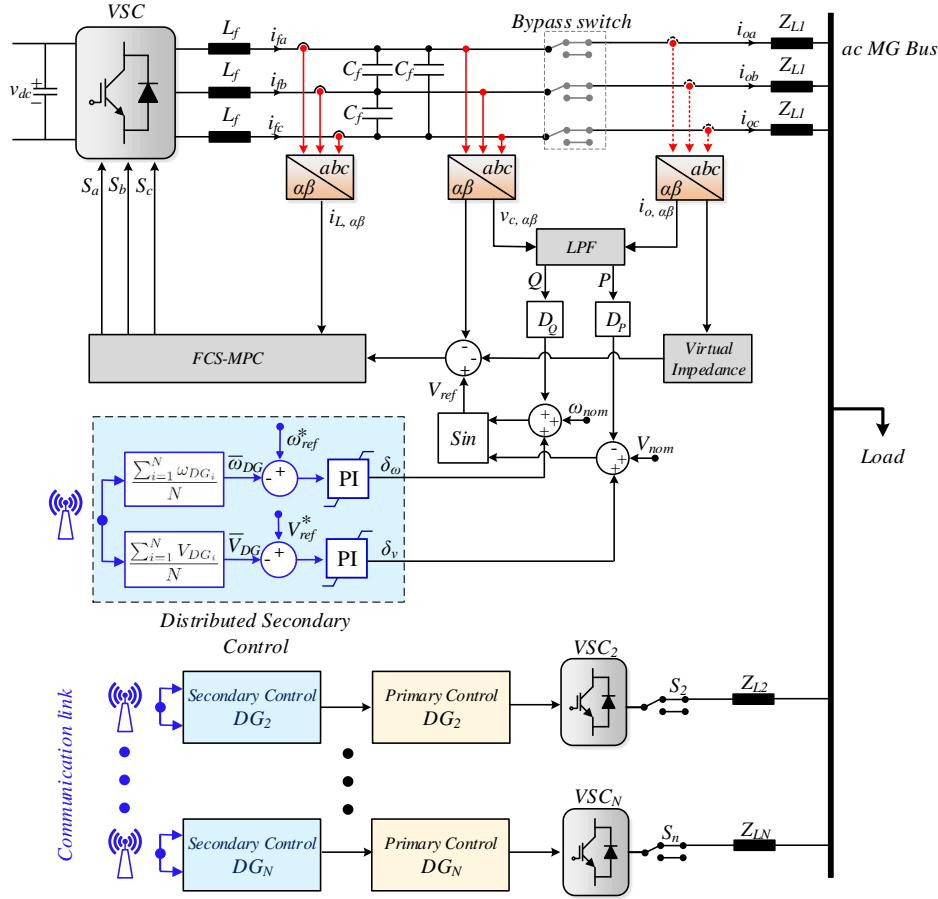 VSC
L_f
i_fa
Bypass switch
i_oa
Z_L1
ac MG Bus
v_dc
+
−
L_f
i_fb
C_f
C_f
i_ob
Z_L1
L_f
i_fc
C_f
i_oc
Z_L1
S_a
S_b
S_c
abc
αβ
abc
αβ
abc
αβ
i_L, αβ
v_c, αβ
i_o, αβ
LPF
Q
P
D_Q
D_P
FCS-MPC
-
-
+
Virtual
Impedance
V_ref
Sin
+
+
+
ω_nom
-
+
+
V_nom
Load
ω*_ref
∑_{i=1}^{N} ω_{DG_i}
N
ω̅_DG
-
+
PI
δ_ω
V*_ref
∑_{i=1}^{N} V_{DG_i}
N
V̅_DG
-
+
PI
δ_v
Distributed Secondary
Control
Communication link
Secondary Control
DG_2
Primary Control
DG_2
VSC_2
S_2
Z_L2
Secondary Control
DG_N
Primary Control
DG_N
VSC_N
S_n
Z_LN